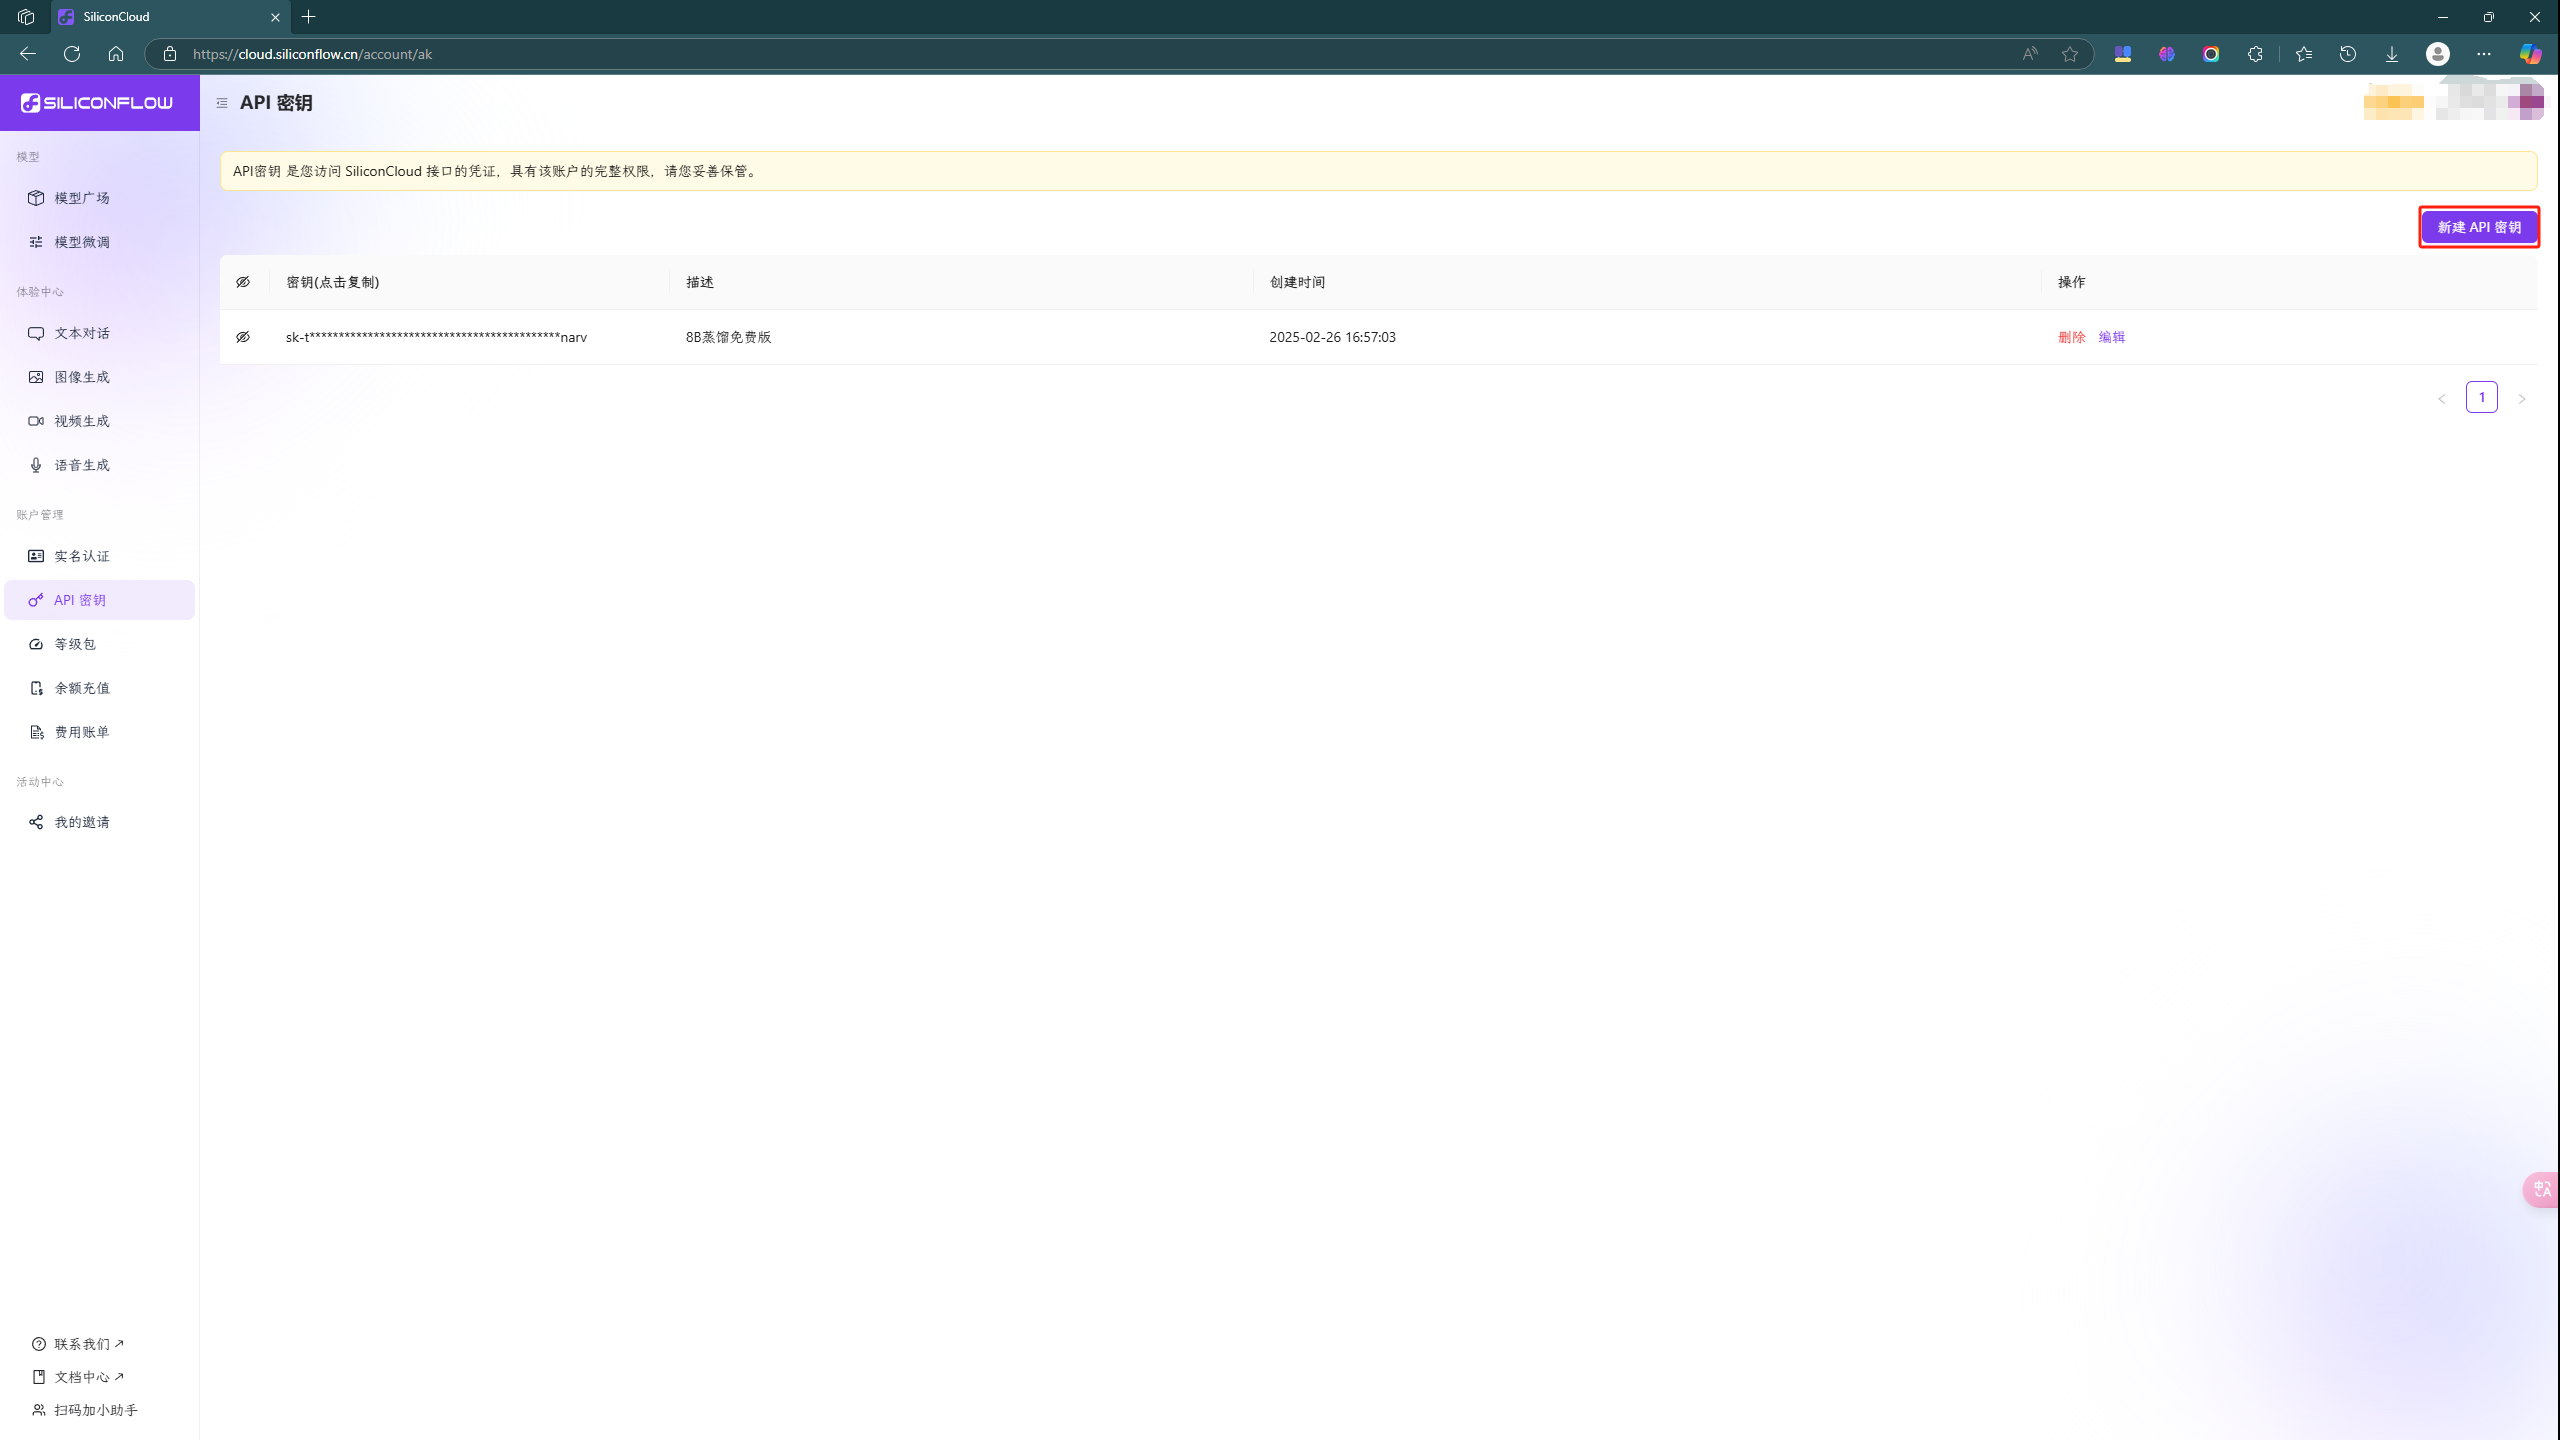 SiliconCloud
https://cloud.siliconflow.cn/account/ak
SILICONFLOW
API 密钥
模型
模型广场
模型微调
体验中心
文本对话
图像生成
视频生成
语音生成
账户管理
实名认证
API 密钥
等级包
余额充值
费用账单
活动中心
我的邀请
联系我们
文档中心
扫码加小助手
API密钥 是您访问 SiliconCloud 接口的凭证，具有该账户的完整权限，请您妥善保管。
新建 API 密钥
密钥(点击复制) 描述 创建时间 操作
sk-t********************************************narv 8B蒸馏免费版 2025-02-26 16:57:03 删除 编辑
1